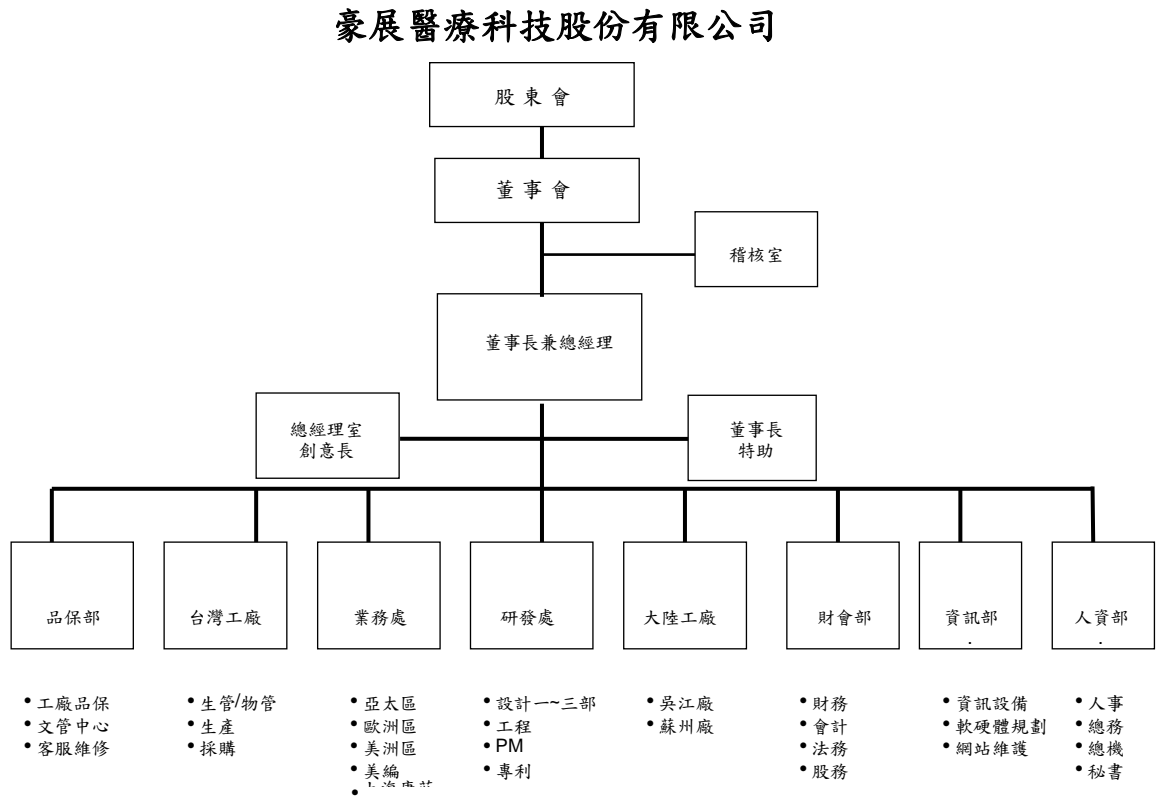 豪展醫療科技股份有限公司
股東會
董事會
稽核室
董事長兼總經理
總經理室
創意長
董事長
特助
品保部
台灣工廠
業務處
研發處
大陸工廠
財會部
資訊部
.
人資部
.
• 工廠品保
• 文管中心
• 客服維修
• 生管/物管
• 生產
• 採購
• 亞太區
• 歐洲區
• 美洲區
• 美編
•
• 設計一~三部
• 工程
• PM
• 專利
• 吳江廠
• 蘇州廠
• 財務
• 會計
• 法務
• 股務
• 資訊設備
• 軟硬體規劃
• 網站維護
• 人事
• 總務
• 總機
• 秘書